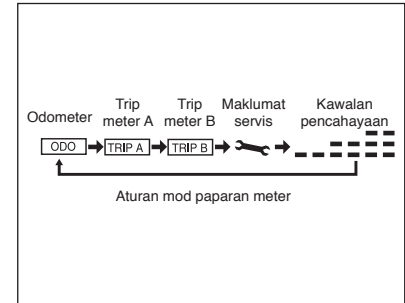 Odometer
Trip meter A
Trip meter B
Maklumat servis
Kawalan pencahayaan
ODO
TRIP A
TRIP B
Aturan mod paparan meter